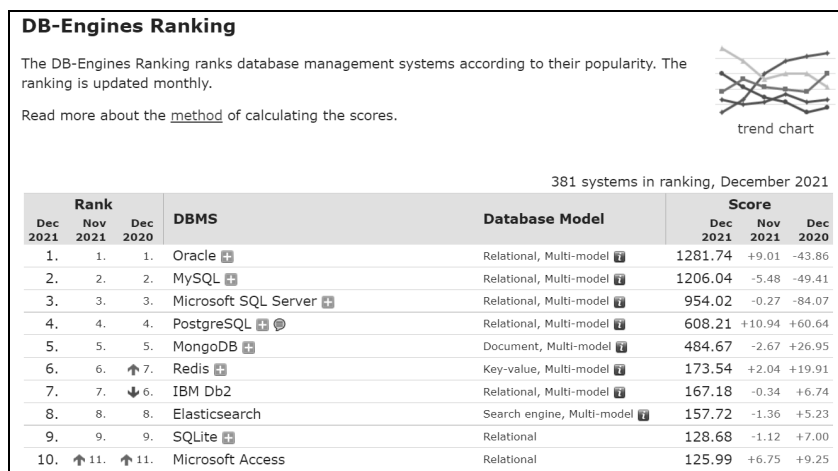 DB-Engines Ranking
The DB-Engines Ranking ranks database management systems according to their popularity. The
ranking is updated monthly.
Read more about the method of calculating the scores.
trend chart
381 systems in ranking, December 2021
Rank DBMS Database Model Score
Dec Nov Dec Dec Nov Dec
2021 2021 2020 2021 2021 2020
1. 1. 1. Oracle Relational, Multi-model 1281.74 +9.01 -43.86
2. 2. 2. MySQL Relational, Multi-model 1206.04 -5.48 -49.41
3. 3. 3. Microsoft SQL Server Relational, Multi-model 954.02 -0.27 -84.07
4. 4. 4. PostgreSQL Relational, Multi-model 608.21 +10.94 +60.64
5. 5. 5. MongoDB Document, Multi-model 484.67 -2.67 +26.95
6. 6. 7. Redis Key-value, Multi-model 173.54 +2.04 +19.91
7. 7. 6. IBM Db2 Relational, Multi-model 167.18 -0.34 +6.74
8. 8. 8. Elasticsearch Search engine, Multi-model 157.72 -1.36 +5.23
9. 9. 9. SQLite Relational 128.68 -1.12 +7.00
10. 11. 11. Microsoft Access Relational 125.99 +6.75 +9.25